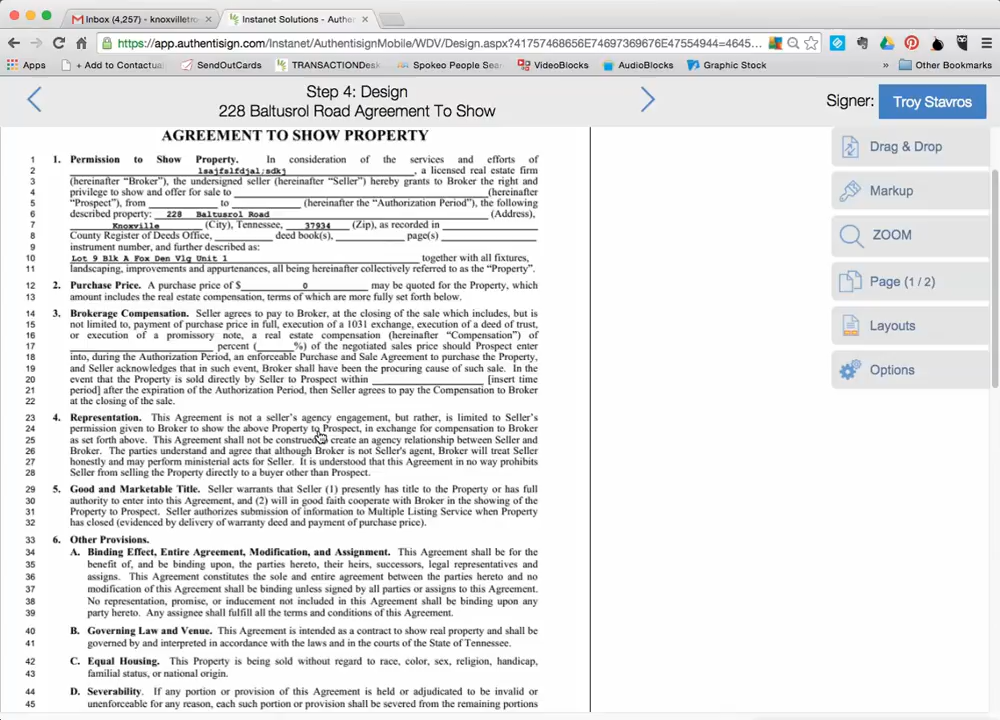 Inbox (4,257) - knoxvilletro
Instanet Solutions - Auther
https://app.authentisign.com/Instanet/AuthentisignMobile/WDV/Design.aspx?41757468656E74697369676E47554944=4645...
Apps
+ Add to Contactual
SendOutCards
TRANSACTIONDesk
Spokeo People Sear
VideoBlocks
AudioBlocks
Graphic Stock
»
Other Bookmarks
Step 4: Design
228 Baltusrol Road Agreement To Show
Signer:
Troy Stavros
Drag & Drop
Markup
ZOOM
Page (1 / 2)
Layouts
Options
AGREEMENT TO SHOW PROPERTY
1 1. Permission to Show Property. In consideration of the services and efforts of
2 lsajfslfdjal;sdkj, a licensed real estate firm
3 (hereinafter “Broker”), the undersigned seller (hereinafter “Seller”) hereby grants to Broker the right and
4 privilege to show and offer for sale to (hereinafter
5 “Prospect”), from to (hereinafter the “Authorization Period”), the following
6 described property: 228 Baltusrol Road (Address),
7 Knoxville (City), Tennessee, 37934 (Zip), as recorded in
8 County Register of Deeds Office, deed book(s), page(s)
9 instrument number, and further described as:
10 Lot 9 Blk A Fox Den Vlg Unit 1 together with all fixtures,
11 landscaping, improvements and appurtenances, all being hereinafter collectively referred to as the “Property”.
12 2. Purchase Price. A purchase price of $ 0 may be quoted for the Property, which
13 amount includes the real estate compensation, terms of which are more fully set forth below.
14 3. Brokerage Compensation. Seller agrees to pay to Broker, at the closing of the sale which includes, but is
15 not limited to, payment of purchase price in full, execution of a 1031 exchange, execution of a deed of trust,
16 or execution of a promissory note, a real estate compensation (hereinafter “Compensation”) of
17 percent ( %) of the negotiated sales price should Prospect enter
18 into, during the Authorization Period, an enforceable Purchase and Sale Agreement to purchase the Property,
19 and Seller acknowledges that in such event, Broker shall have been the procuring cause of such sale. In the
20 event that the Property is sold directly by Seller to Prospect within [insert time
21 period] after the expiration of the Authorization Period, then Seller agrees to pay the Compensation to Broker
22 at the closing of the sale.
23 4. Representation. This Agreement is not a seller’s agency engagement, but rather, is limited to Seller’s
24 permission given to Broker to show the above Property to Prospect, in exchange for compensation to Broker
25 as set forth above. This Agreement shall not be construed to create an agency relationship between Seller and
26 Broker. The parties understand and agree that although Broker is not Seller's agent, Broker will treat Seller
27 honestly and may perform ministerial acts for Seller. It is understood that this Agreement in no way prohibits
28 Seller from selling the Property directly to a buyer other than Prospect.
29 5. Good and Marketable Title. Seller warrants that Seller (1) presently has title to the Property or has full
30 authority to enter into this Agreement, and (2) will in good faith cooperate with Broker in the showing of the
31 Property to Prospect. Seller authorizes submission of information to Multiple Listing Service when Property
32 has closed (evidenced by delivery of warranty deed and payment of purchase price).
33 6. Other Provisions.
34 A. Binding Effect, Entire Agreement, Modification, and Assignment. This Agreement shall be for the
35 benefit of, and be binding upon, the parties hereto, their heirs, successors, legal representatives and
36 assigns. This Agreement constitutes the sole and entire agreement between the parties hereto and no
37 modification of this Agreement shall be binding unless signed by all parties or assigns to this Agreement.
38 No representation, promise, or inducement not included in this Agreement shall be binding upon any
39 party hereto. Any assignee shall fulfill all the terms and conditions of this Agreement.
40 B. Governing Law and Venue. This Agreement is intended as a contract to show real property and shall be
41 governed by and interpreted in accordance with the laws and in the courts of the State of Tennessee.
42 C. Equal Housing. This Property is being sold without regard to race, color, sex, religion, handicap,
43 familial status, or national origin.
44 D. Severability. If any portion or provision of this Agreement is held or adjudicated to be invalid or
45 unenforceable for any reason, each such portion or provision shall be severed from the remaining portions